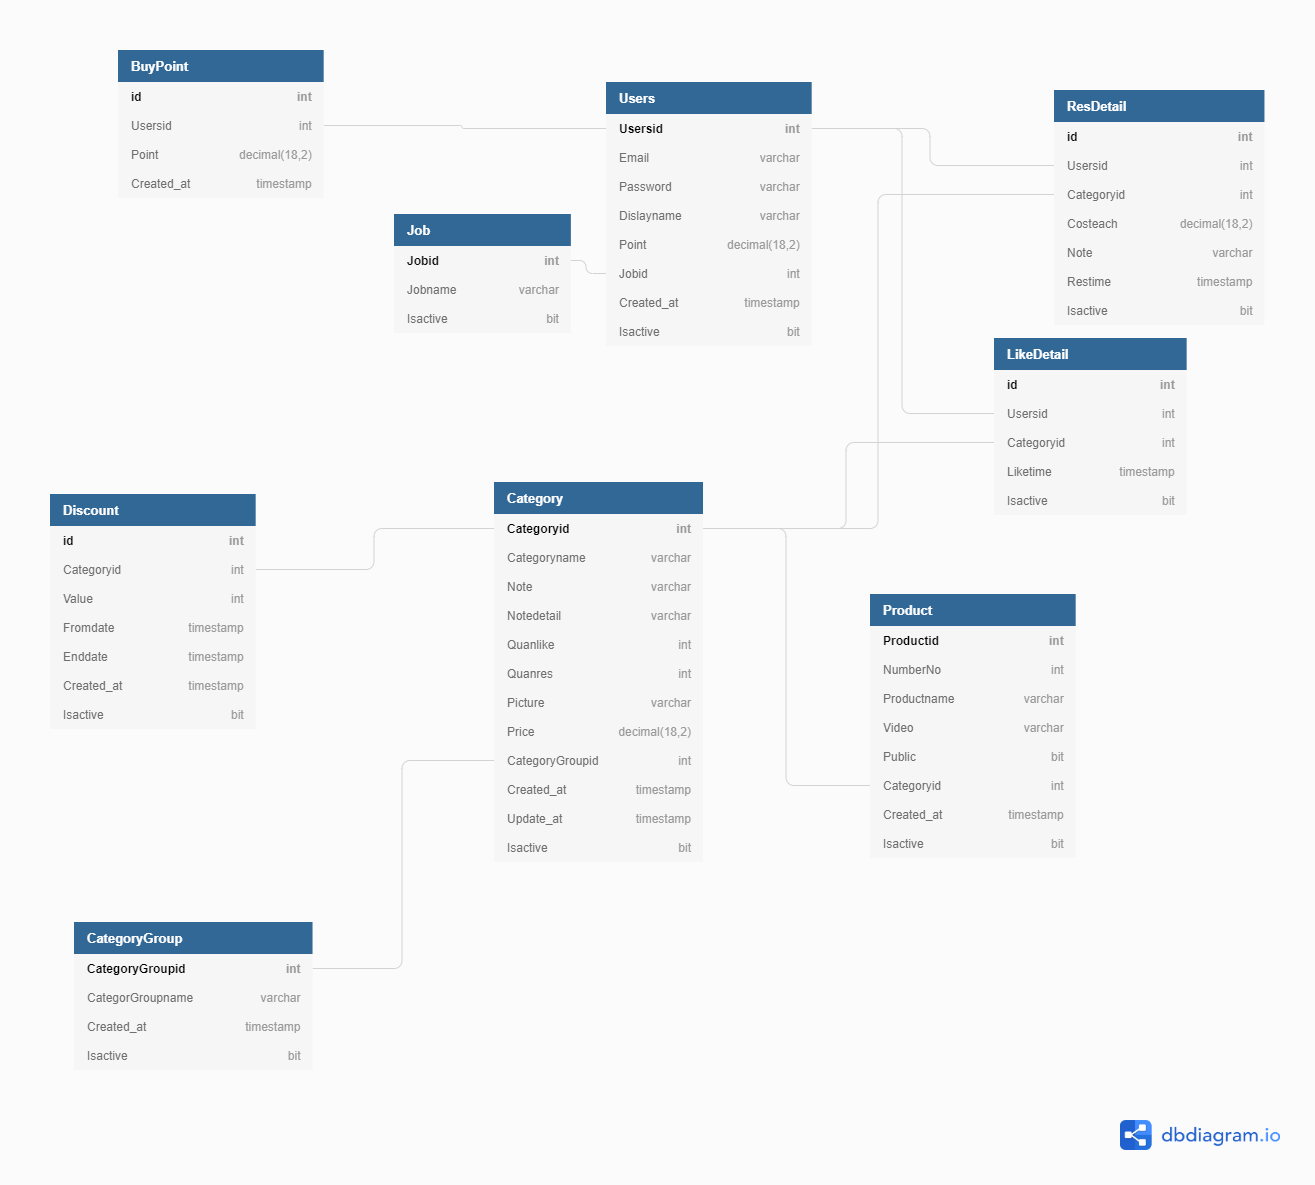 BuyPoint
id int
Usersid int
Point decimal(18,2)
Created_at timestamp
Users
Usersid int
Email varchar
Password varchar
Dislayname varchar
Point decimal(18,2)
Jobid int
Created_at timestamp
Isactive bit
ResDetail
id int
Usersid int
Categoryid int
Costeach decimal(18,2)
Note varchar
Restime timestamp
Isactive bit
Job
Jobid int
Jobname varchar
Isactive bit
LikeDetail
id int
Usersid int
Categoryid int
Liketime timestamp
Isactive bit
Discount
id int
Categoryid int
Value int
Fromdate timestamp
Enddate timestamp
Created_at timestamp
Isactive bit
Category
Categoryid int
Categoryname varchar
Note varchar
Notedetail varchar
Quanlike int
Quanres int
Picture varchar
Price decimal(18,2)
CategoryGroupid int
Created_at timestamp
Update_at timestamp
Isactive bit
Product
Productid int
NumberNo int
Productname varchar
Video varchar
Public bit
Categoryid int
Created_at timestamp
Isactive bit
CategoryGroup
CategoryGroupid int
CategorGroupname varchar
Created_at timestamp
Isactive bit
dbdiagram.io